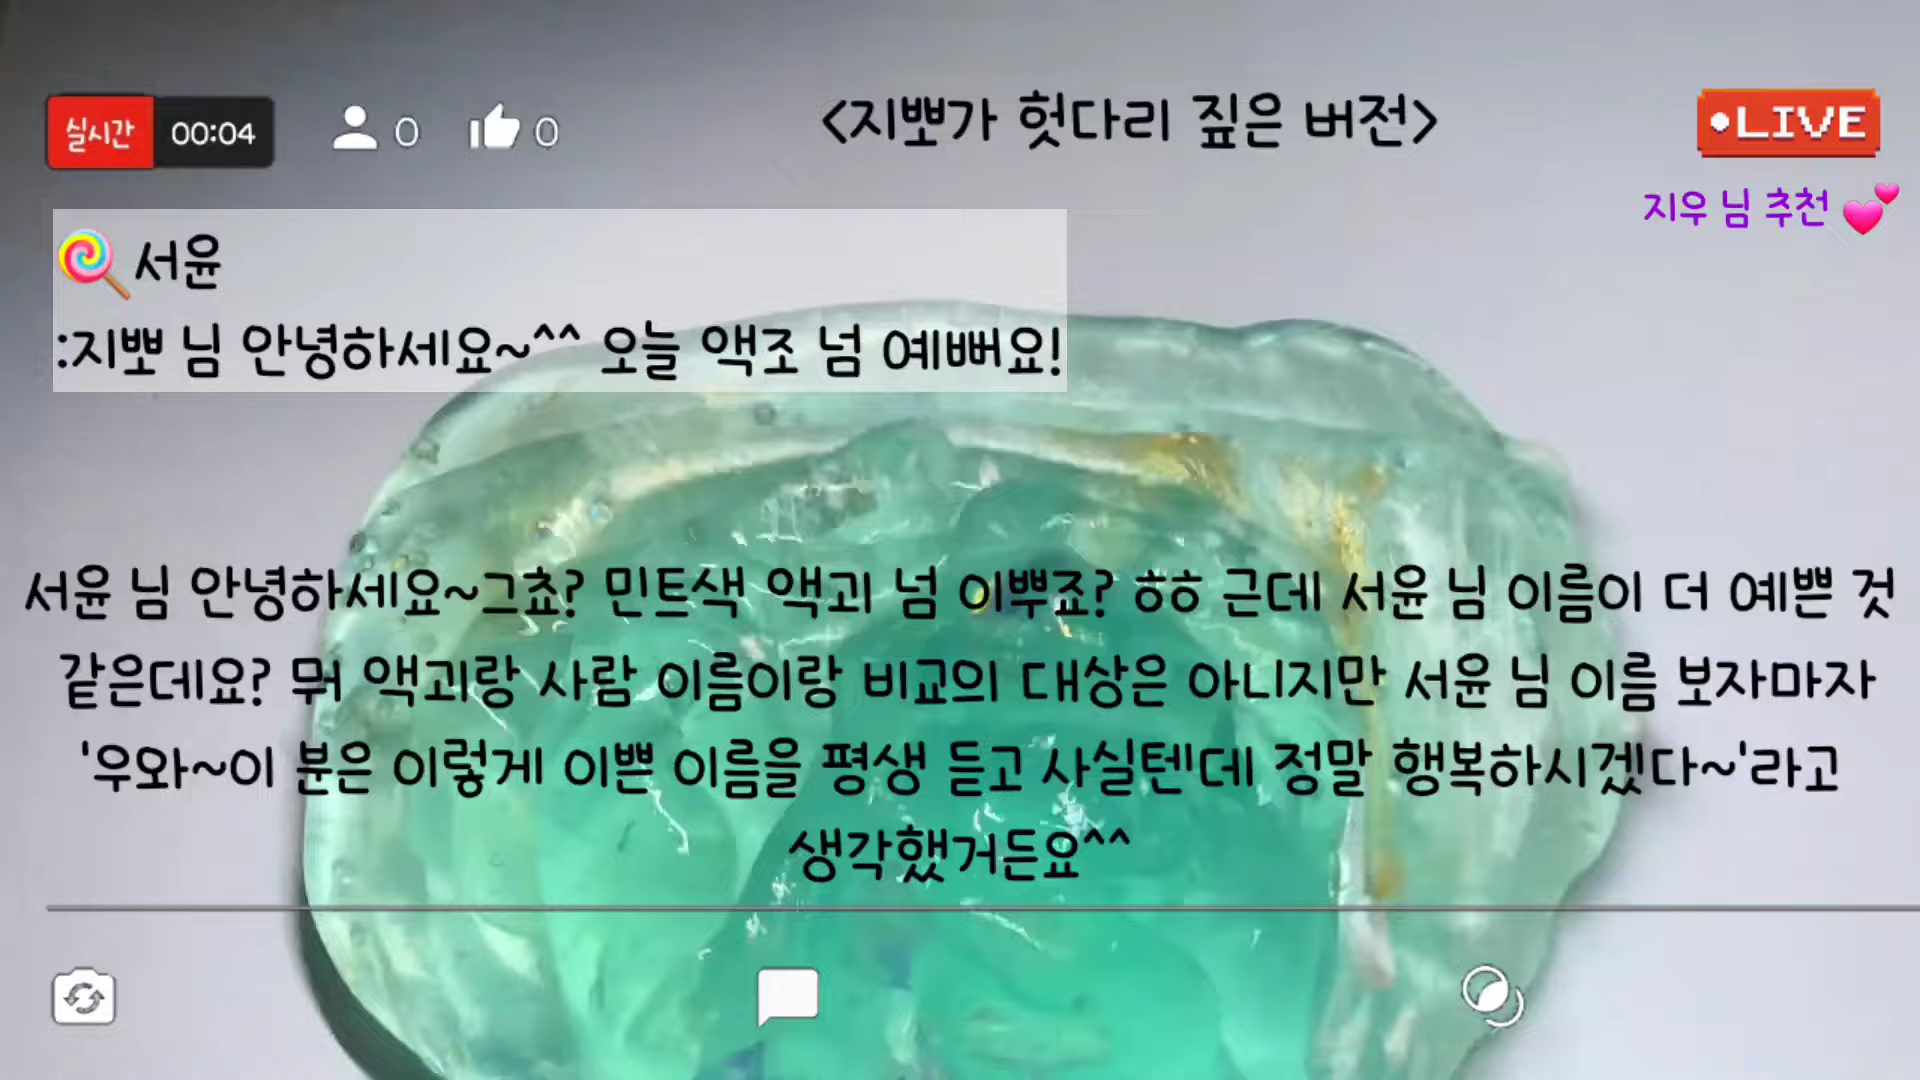 실시간 00:04 0 0 <지뽀가 헛다리 짚은 버전> LIVE
지우 님 추천
서윤
:지뽀 님 안녕하세요~^^ 오늘 액조 넘 예뻐요!
서윤 님 안녕하세요~그쵸? 민트색 액괴 넘 이뿌죠? ㅎㅎ 근데 서윤 님 이름이 더 예쁜 것
같은데요? 뭐 액괴랑 사람 이름이랑 비교의 대상은 아니지만 서윤 님 이름 보자마자
'우와~이 분은 이렇게 이쁜 이름을 평생 듣고 사실텐데 정말 행복하시겠다~'라고
생각했거든요^^